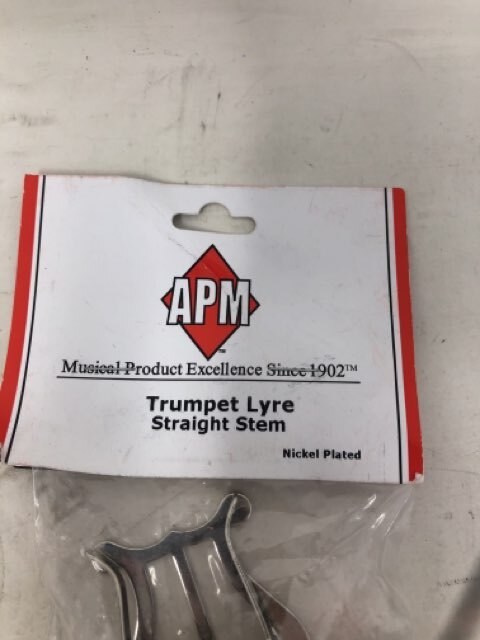 APM
™
Musical Product Excellence Since 1902™
Trumpet Lyre
Straight Stem
Nickel Plated